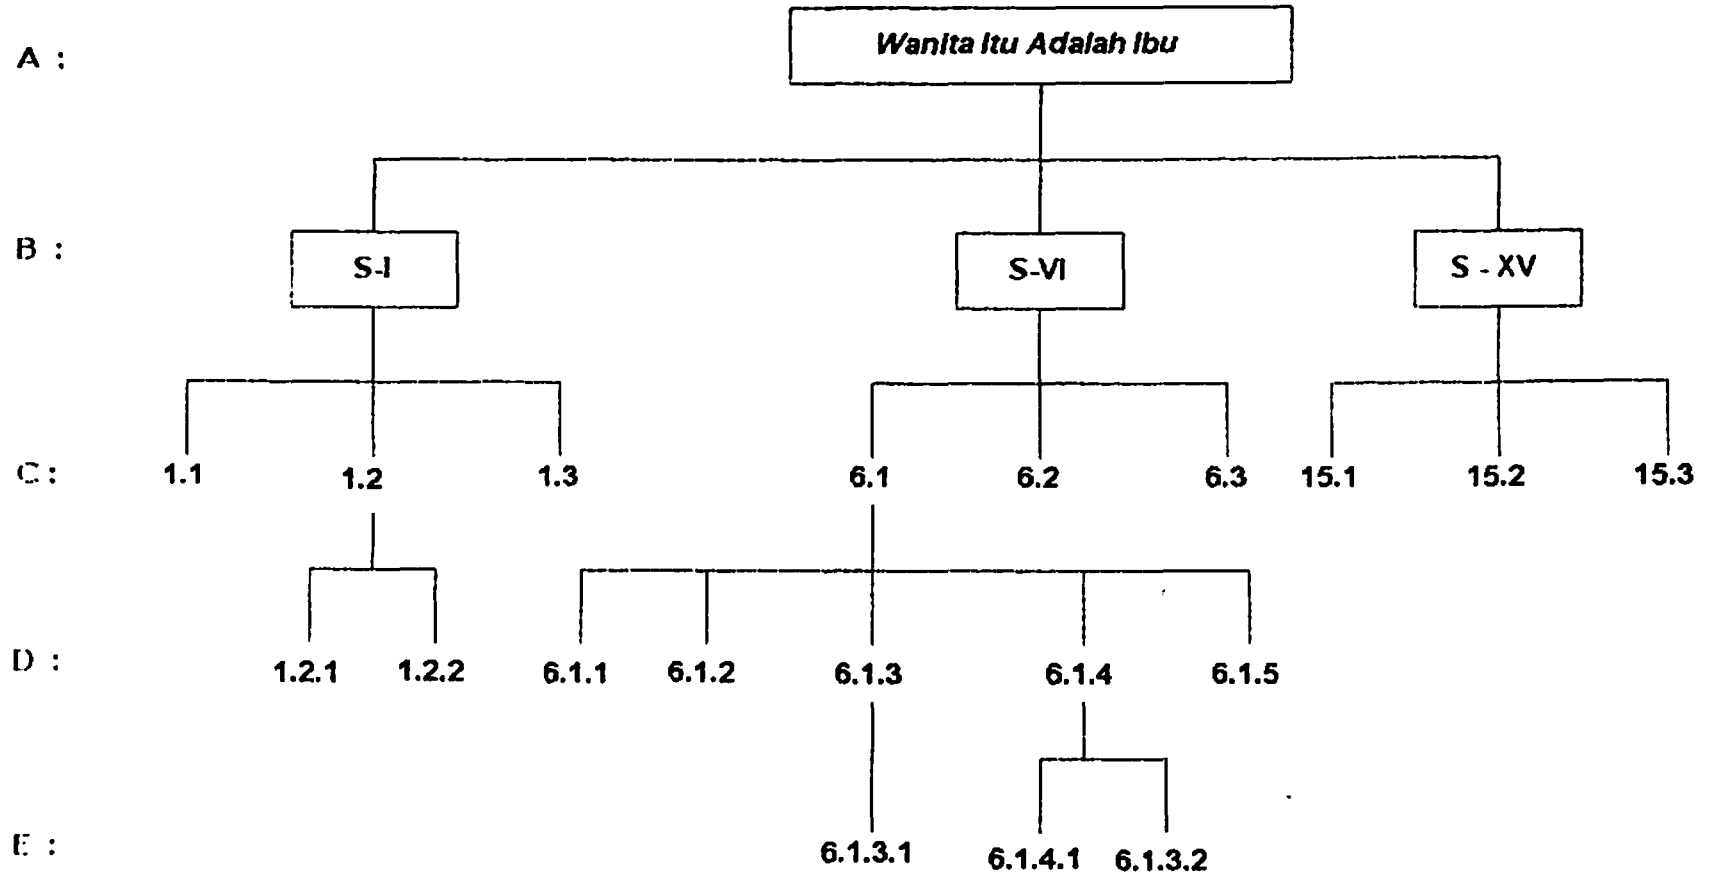 A : Wanita Itu Adalah Ibu
B : S-I S-VI S - XV
C : 1.1 1.2 1.3 6.1 6.2 6.3 15.1 15.2 15.3
D : 1.2.1 1.2.2 6.1.1 6.1.2 6.1.3 6.1.4 6.1.5
E : 6.1.3.1 6.1.4.1 6.1.3.2